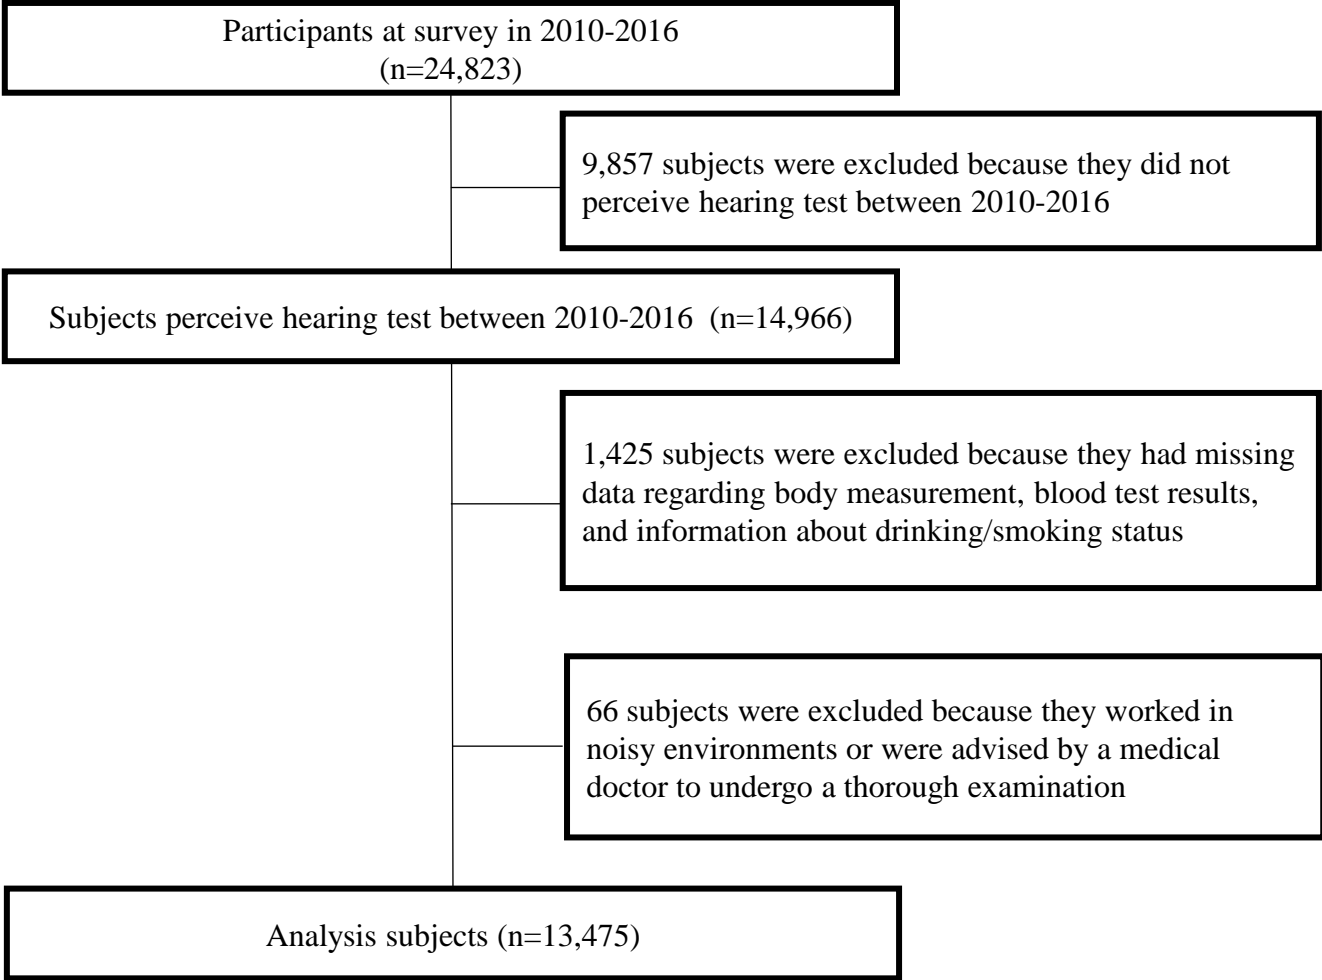 Participants at survey in 2010-2016
(n=24,823)
9,857 subjects were excluded because they did not
perceive hearing test between 2010-2016
Subjects perceive hearing test between 2010-2016  (n=14,966)
1,425 subjects were excluded because they had missing
data regarding body measurement, blood test results,
and information about drinking/smoking status
66 subjects were excluded because they worked in
noisy environments or were advised by a medical
doctor to undergo a thorough examination
Analysis subjects (n=13,475)